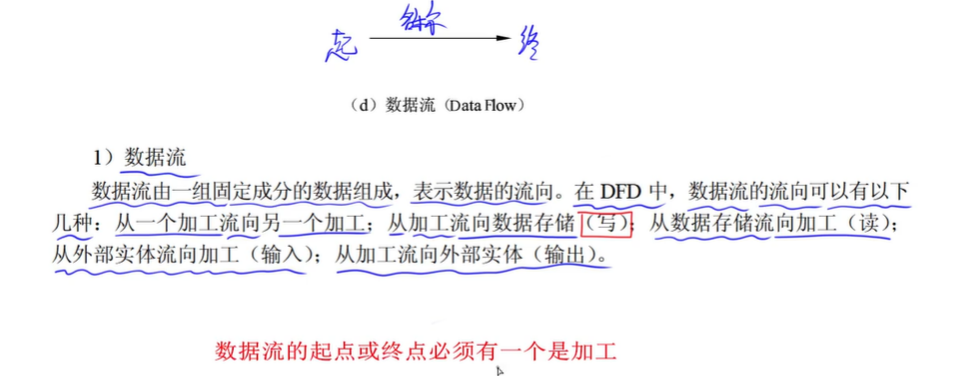 名称
起 终
（d）数据流（Data Flow）
1）数据流
数据流由一组固定成分的数据组成，表示数据的流向。在 DFD 中，数据流的流向可以有以下
几种：从一个加工流向另一个加工；从加工流向数据存储（写）；从数据存储流向加工（读）；
从外部实体流向加工（输入）；从加工流向外部实体（输出）。
数据流的起点或终点必须有一个是加工